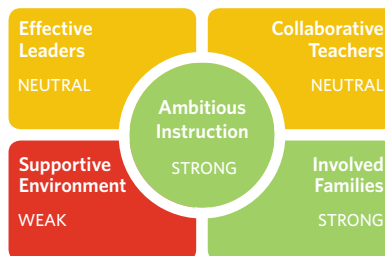 Effective
Leaders
NEUTRAL
Collaborative
Teachers
NEUTRAL
Ambitious
Instruction
STRONG
Supportive
Environment
WEAK
Involved
Families
STRONG